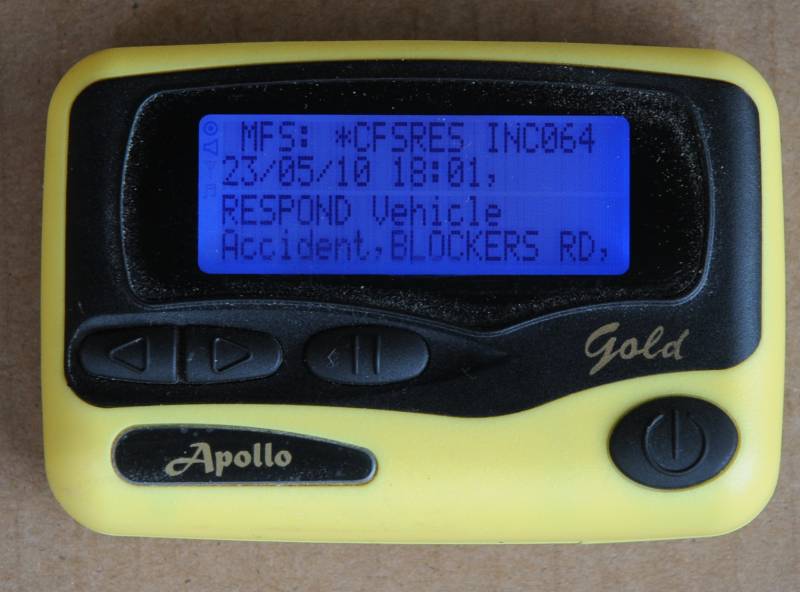 MFS: *CFSRES INC064
23/05/10 18:01,
RESPOND Vehicle
Accident,BLOCKERS RD,
Gold
Apollo